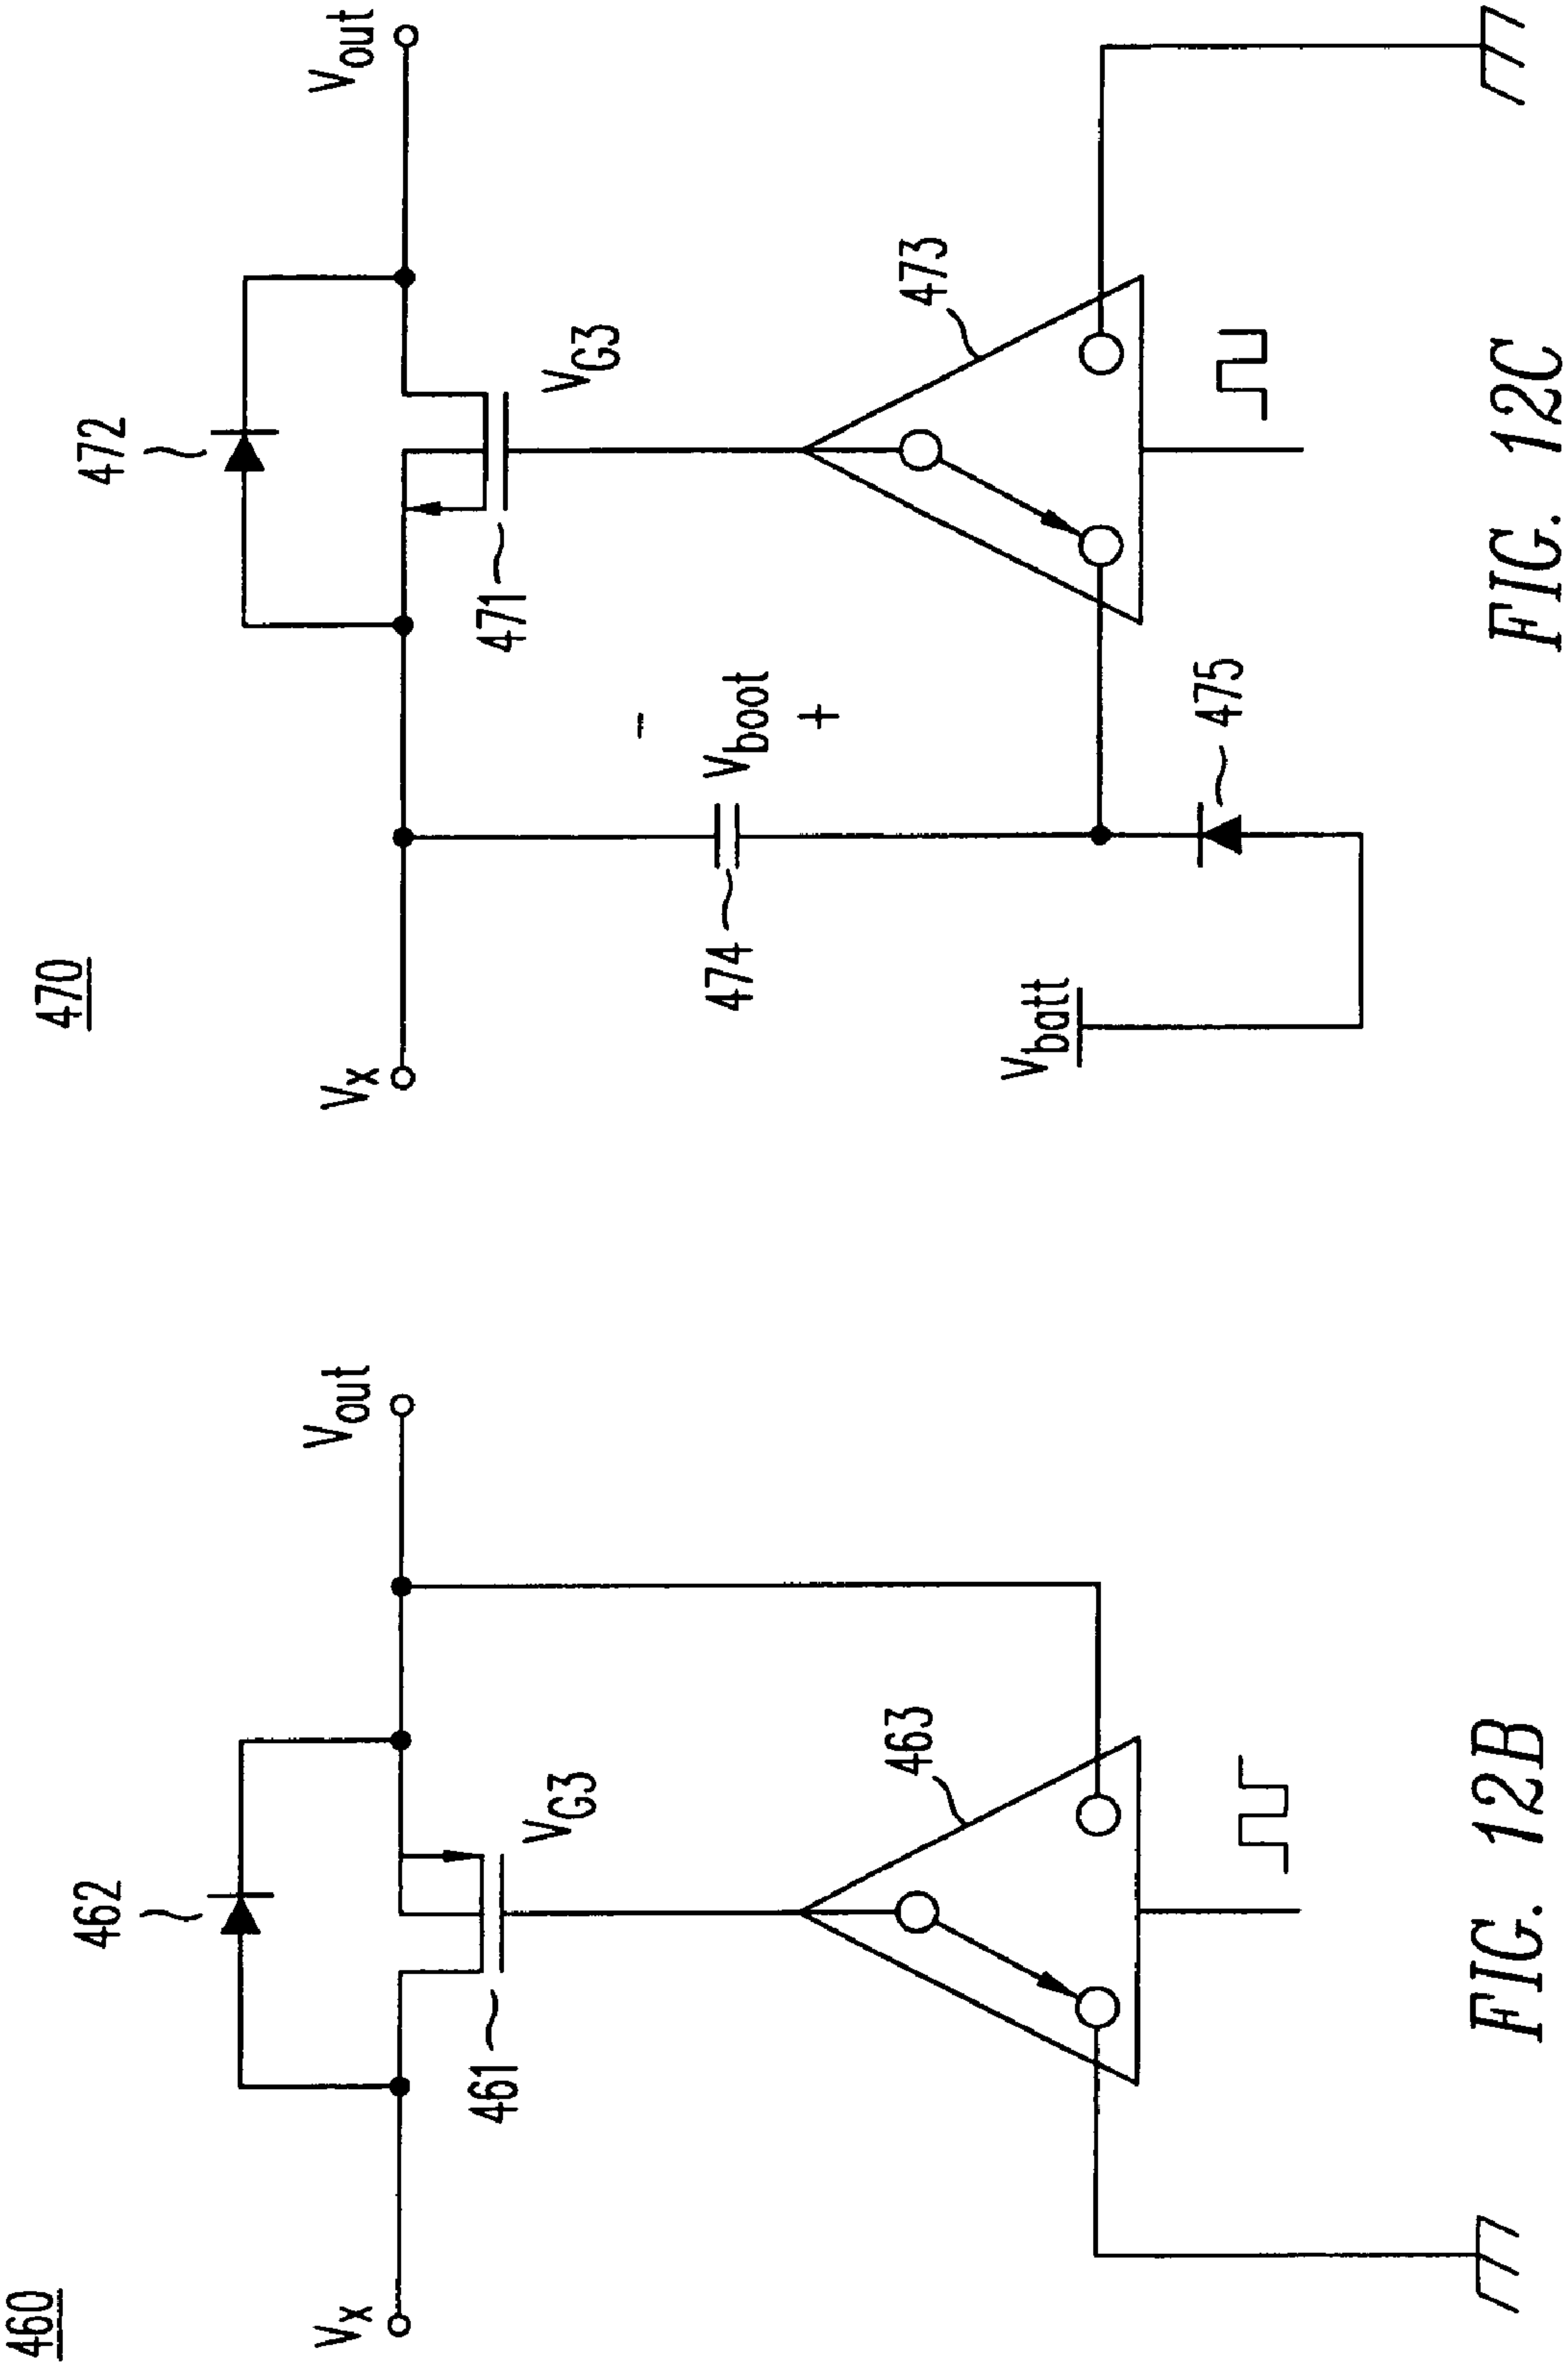 460
462
Vx
Vout
461
VG3
463
FIG. 12B
470
472
Vx
Vout
471
VG3
-
Vboot
+
474
473
Vbatt
475
FIG. 12C